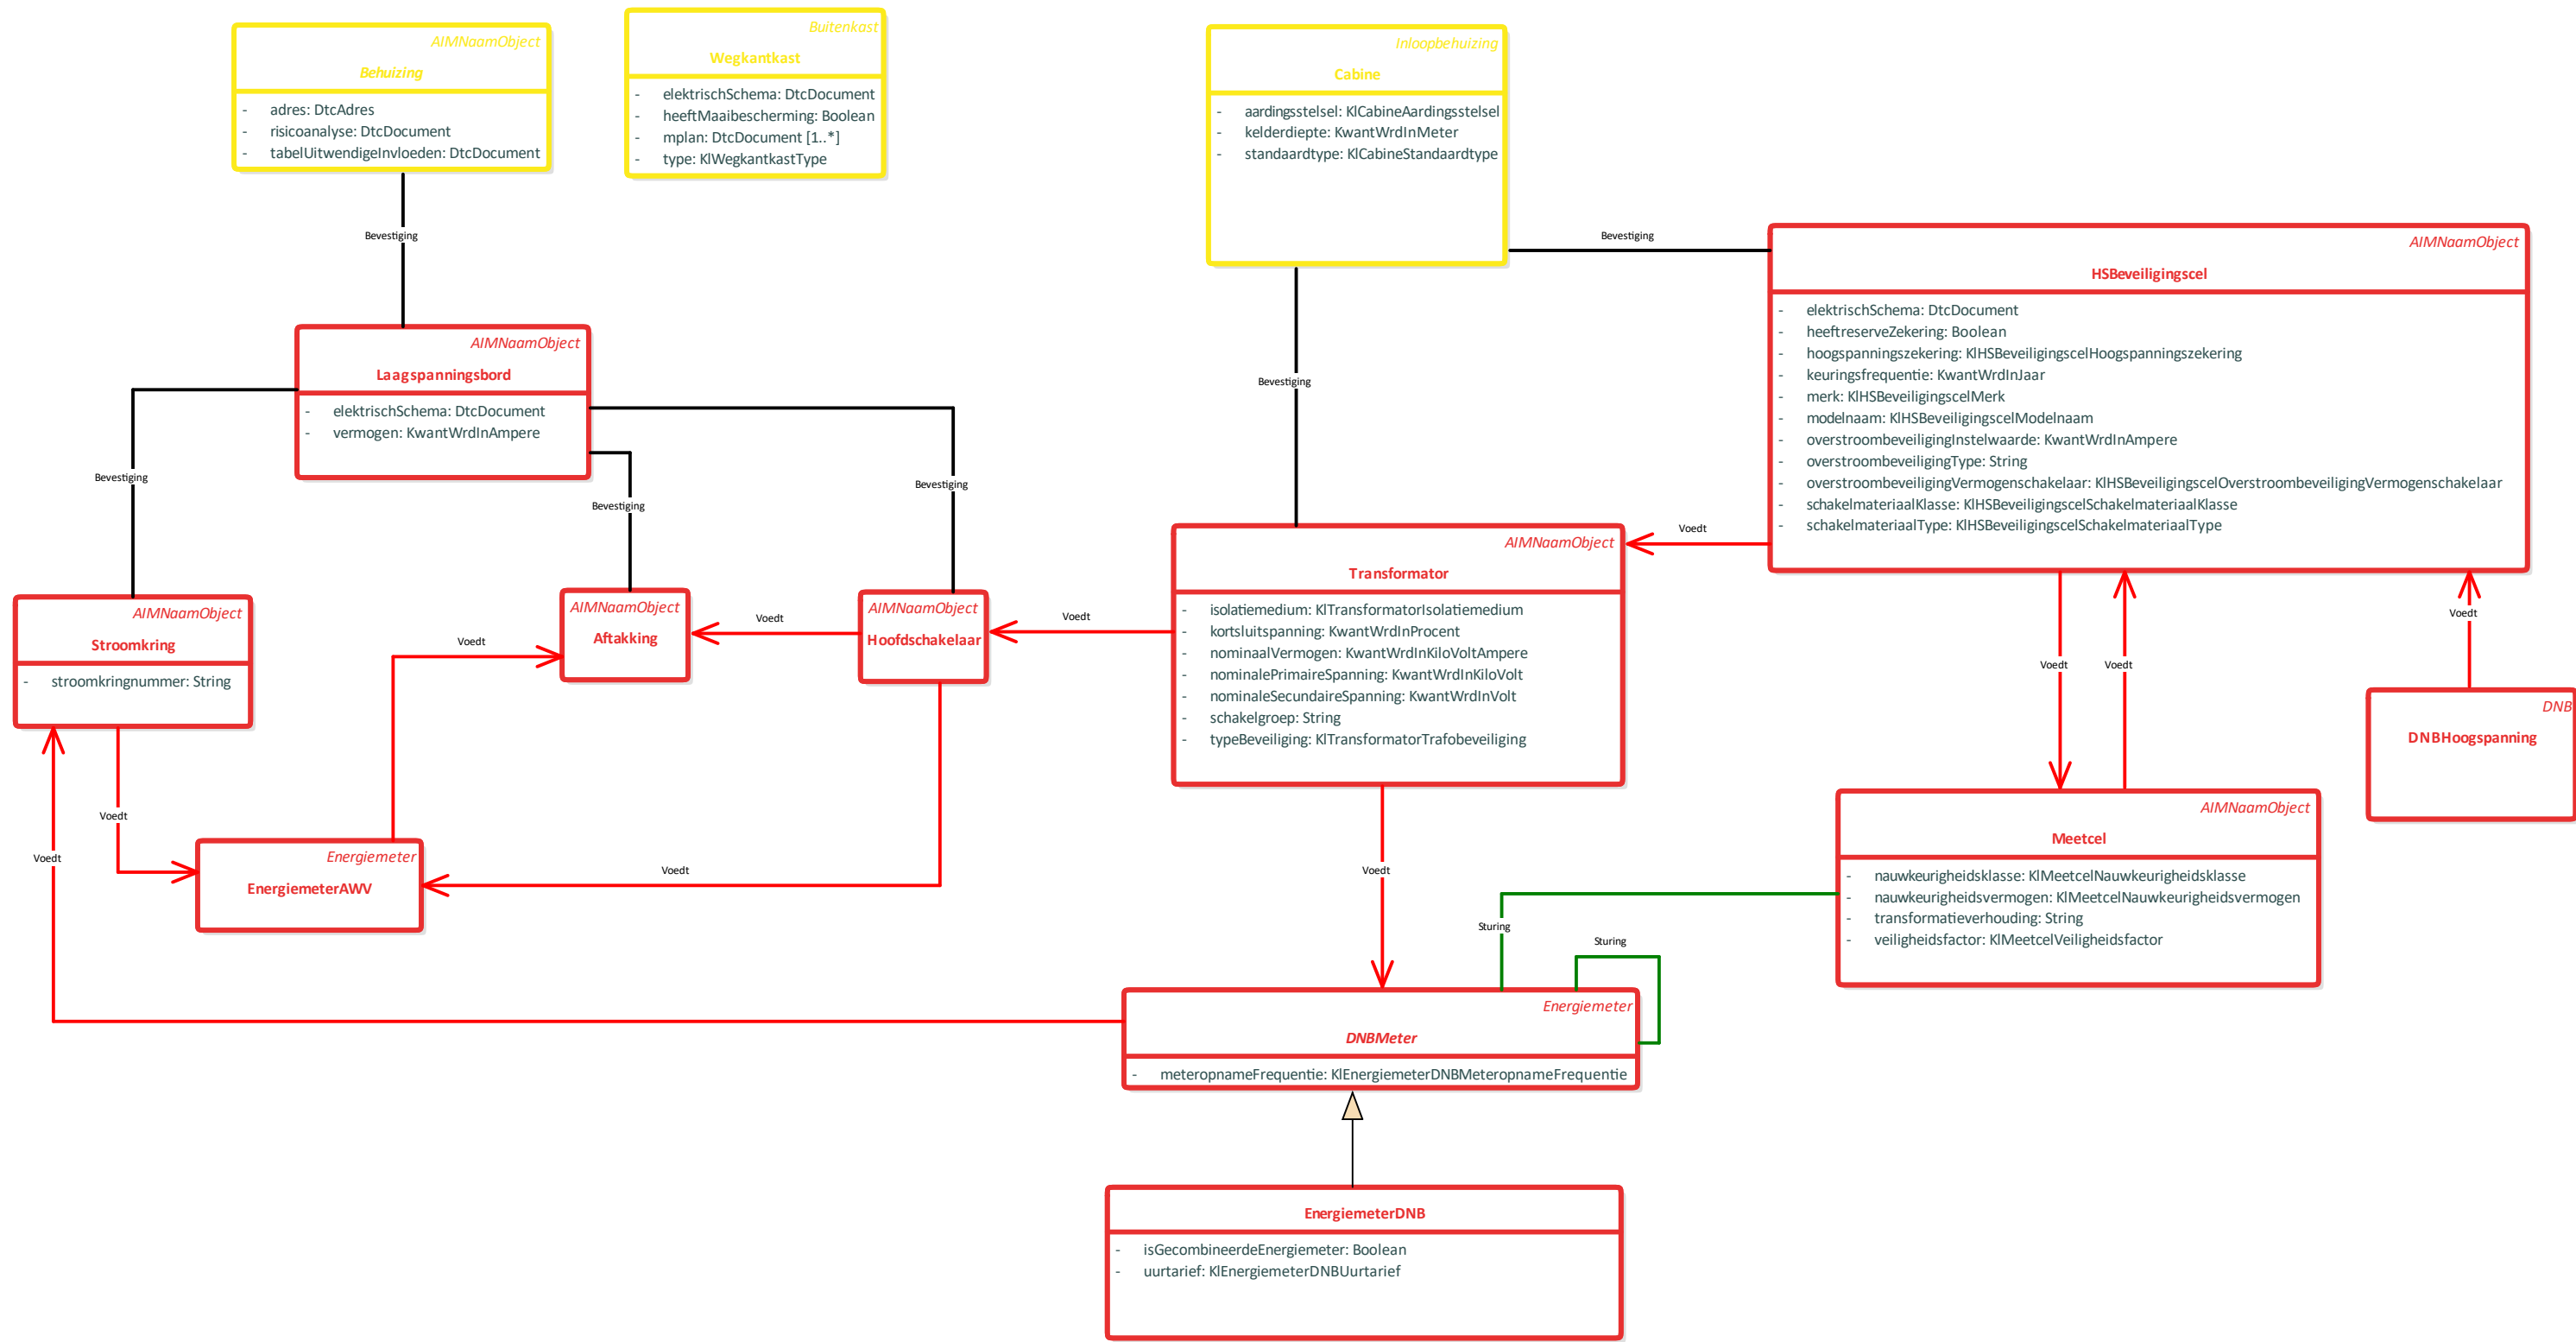 AIMNaamObject
Behuizing
- adres: DtcAdres
- risicoanalyse: DtcDocument
- tabelUitwendigeInvloeden: DtcDocument
Buitenkast
Wegkantkast
- elektrischSchema: DtcDocument
- heeftMaaibescherming: Boolean
- mplan: DtcDocument [1..*]
- type: KlWegkantkastType
Inloopbehuizing
Cabine
- aardingsstelsel: KlCabineAardingsstelsel
- kelderdiepte: KwantWrdInMeter
- standaardtype: KlCabineStandaardtype
Bevestiging
Bevestiging
AIMNaamObject
HSBeveiligingscel
- elektrischSchema: DtcDocument
- heeftreserveZekering: Boolean
- hoogspanningszekering: KlHSBeveiligingscelHoogspanningszekering
- keuringsfrequentie: KwantWrdInJaar
- merk: KlHSBeveiligingscelMerk
- modelnaam: KlHSBeveiligingscelModelnaam
- overstroombeveiligingInstelwaarde: KwantWrdInAmpere
- overstroombeveiligingType: String
- overstroombeveiligingVermogenschakelaar: KlHSBeveiligingscelOverstroombeveiligingVermogenschakelaar
- schakelmateriaalKlasse: KlHSBeveiligingscelSchakelmateriaalKlasse
- schakelmateriaalType: KlHSBeveiligingscelSchakelmateriaalType
AIMNaamObject
Laagspanningsbord
- elektrischSchema: DtcDocument
- vermogen: KwantWrdInAmpere
Bevestiging
Bevestiging
Bevestiging
Bevestiging
Voedt
AIMNaamObject
Stroomkring
- stroomkringnummer: String
AIMNaamObject
Aftakking
AIMNaamObject
Hoofdschakelaar
AIMNaamObject
Transformator
- isolatiemedium: KlTransformatorIsolatiemedium
- kortsluitspanning: KwantWrdInProcent
- nominaalVermogen: KwantWrdInKiloVoltAmpere
- nominalePrimaireSpanning: KwantWrdInKiloVolt
- nominaleSecundaireSpanning: KwantWrdInVolt
- schakelgroep: String
- typeBeveiliging: KlTransformatorTrafobeveiliging
Voedt
Voedt
Voedt
Voedt
Voedt
Voedt
DNB
DNBHoogspanning
Voedt
Voedt
Voedt
Voedt
AIMNaamObject
Meetcel
- nauwkeurigheidsklasse: KlMeetcelNauwkeurigheidsklasse
- nauwkeurigheidsvermogen: KlMeetcelNauwkeurigheidsvermogen
- transformatieverhouding: String
- veiligheidsfactor: KlMeetcelVeiligheidsfactor
Energiemeter
EnergiemeterAWV
Sturing
Sturing
Energiemeter
DNBMeter
- meteropnameFrequentie: KlEnergiemeterDNBMeteropnameFrequentie
EnergiemeterDNB
- isGecombineerdeEnergiemeter: Boolean
- uurtarief: KlEnergiemeterDNBUurtarief